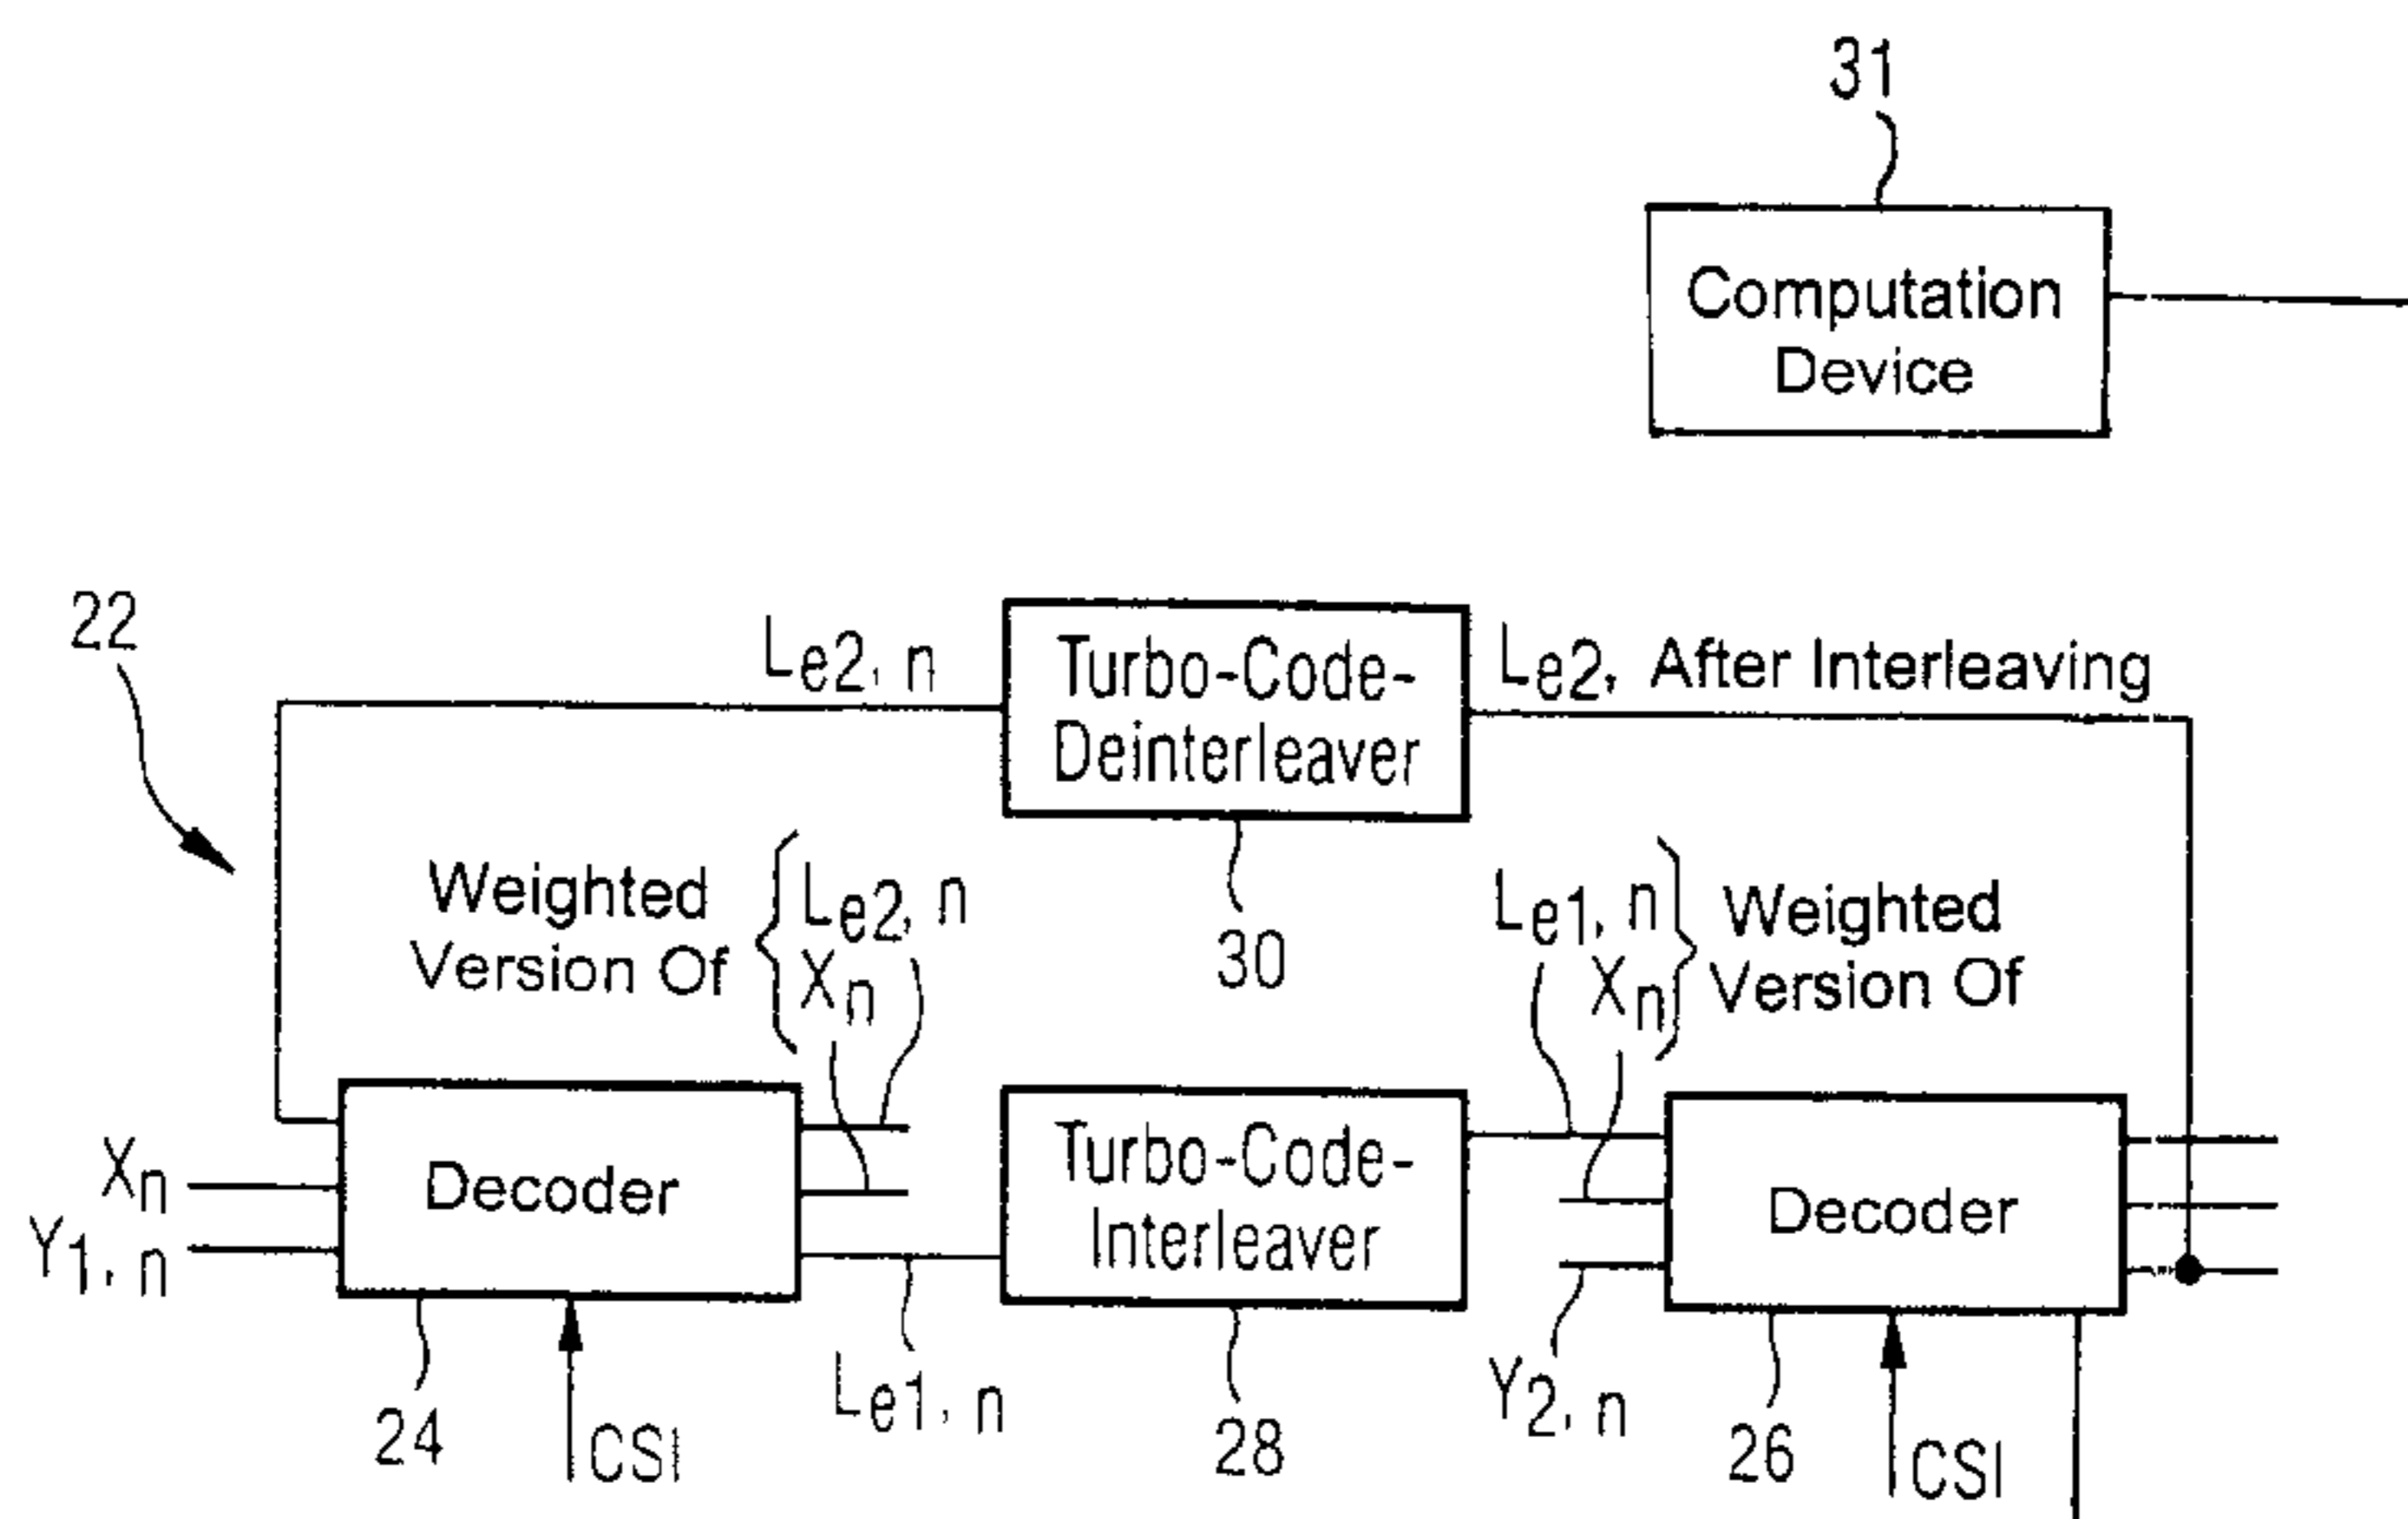 31
Computation
Device
22
Le2, n
Turbo-Code-
Deinterleaver
Le2, After Interleaving
30
Weighted
Version Of
Le2, n
Xn
Le1, n
Xn
Weighted
Version Of
Xn
Y1, n
Decoder
24
CSI
Le1, n
Turbo-Code-
Interleaver
28
Y2, n
Decoder
26
CSI